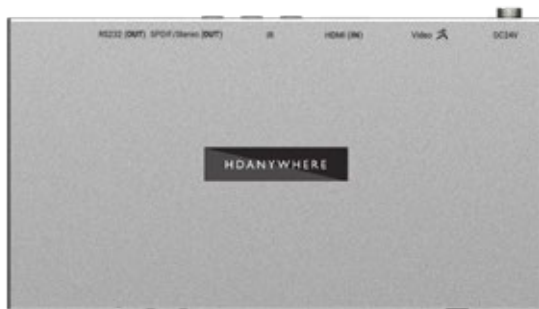 RS232 (OUT) SPDIF/Stereo (OUT) IR HDMI (IN) Video DC24V
HDANYWHERE